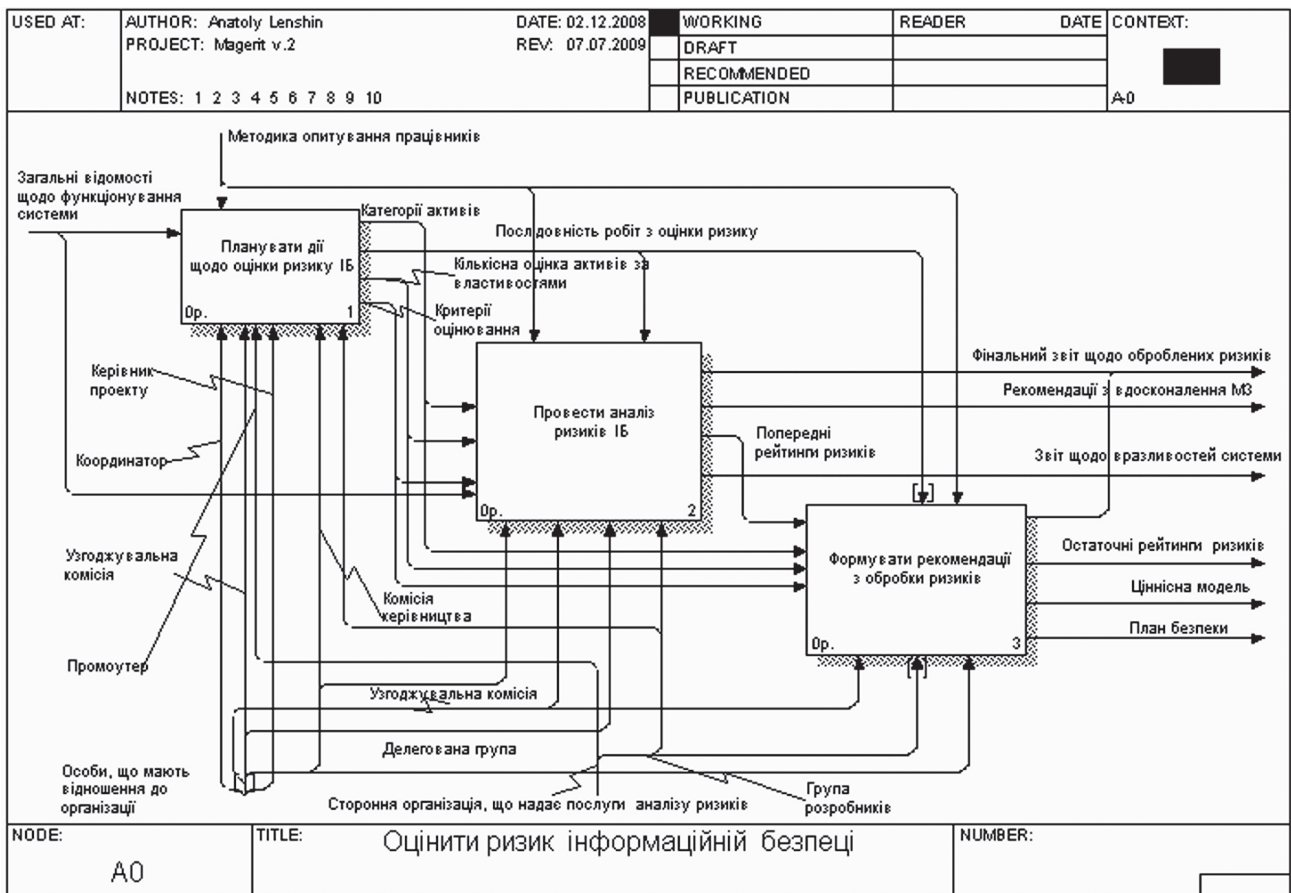 USED AT:
AUTHOR: Anatoly Lenshin
DATE: 02.12.2008
WORKING
READER
DATE
CONTEXT:
PROJECT: Magerit v.2
REV: 07.07.2009
DRAFT
RECOMMENDED
NOTES: 1 2 3 4 5 6 7 8 9 10
PUBLICATION
A-0
Методика опитування працівників
Загальні відомості
щодо функціонування
системи
Категорії активів
Планувати дії
щодо оцінки ризику ІБ
0р.
1
Послідовність робіт з оцінки ризику
Кількісна оцінка активів за
властивостями
Критерії
оцінювання
Керівник
проекту
Координатор
Провести аналіз
ризиків ІБ
0р.
2
Фінальний звіт щодо оброблених ризиків
Рекомендації з вдосконалення МЗ
Попередні
рейтинги ризиків
Звіт щодо вразливостей системи
Узгоджувальна
комісія
Комісія
керівництва
Формувати рекомендації
з обробки ризиків
0р.
3
Остаточні рейтинги ризиків
Ціннісна модель
План безпеки
Промоутер
Узгоджувальна комісія
Делегована група
Особи, що мають
відношення до
організації
Стороння організація, що надає послуги аналізу ризиків
Група
розробників
NODE:
TITLE:
Оцінити ризик інформаційній безпеці
NUMBER:
A0